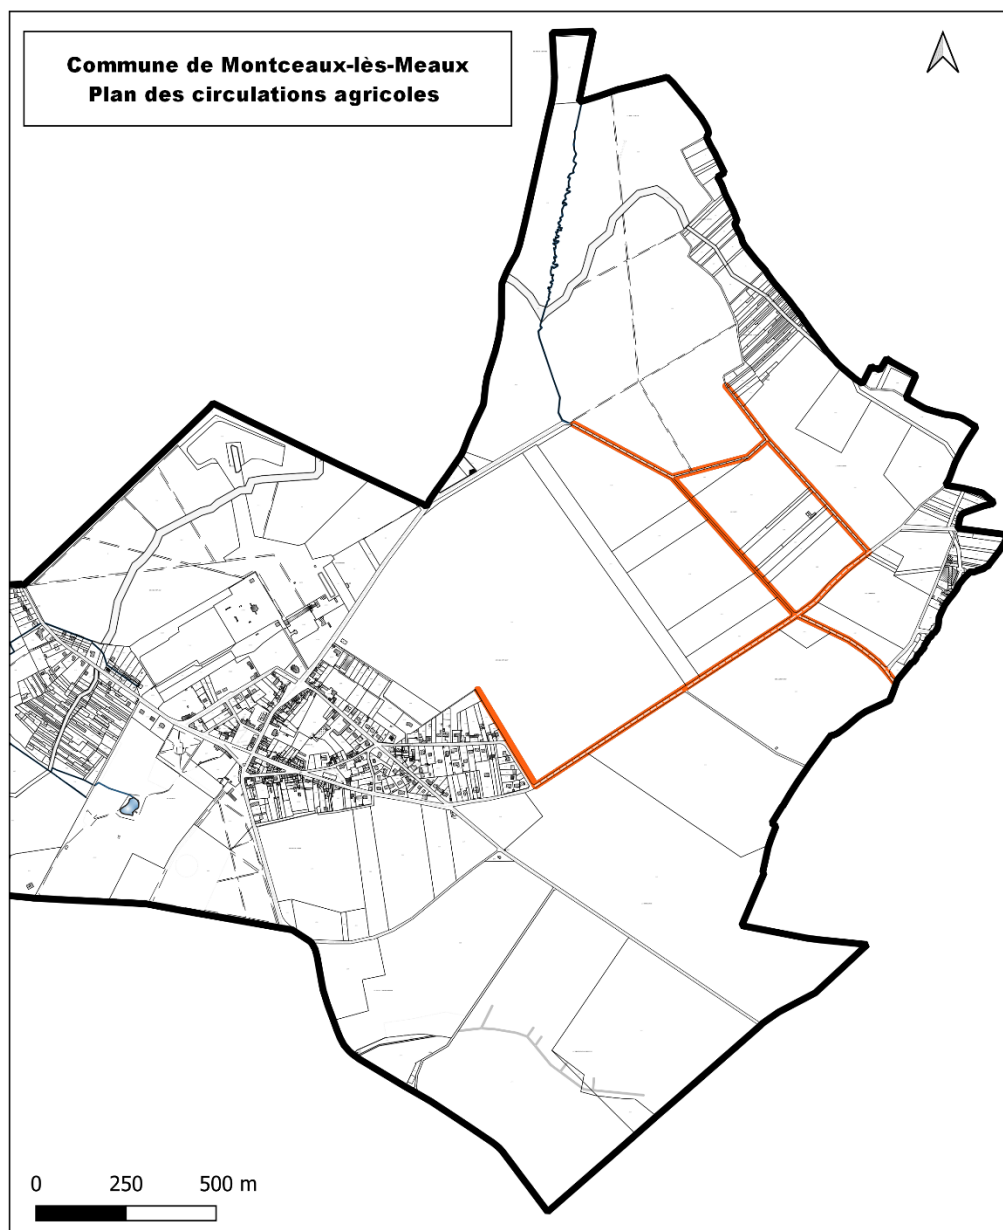 Commune de Montceaux-lès-Meaux
Plan des circulations agricoles
0 250 500 m